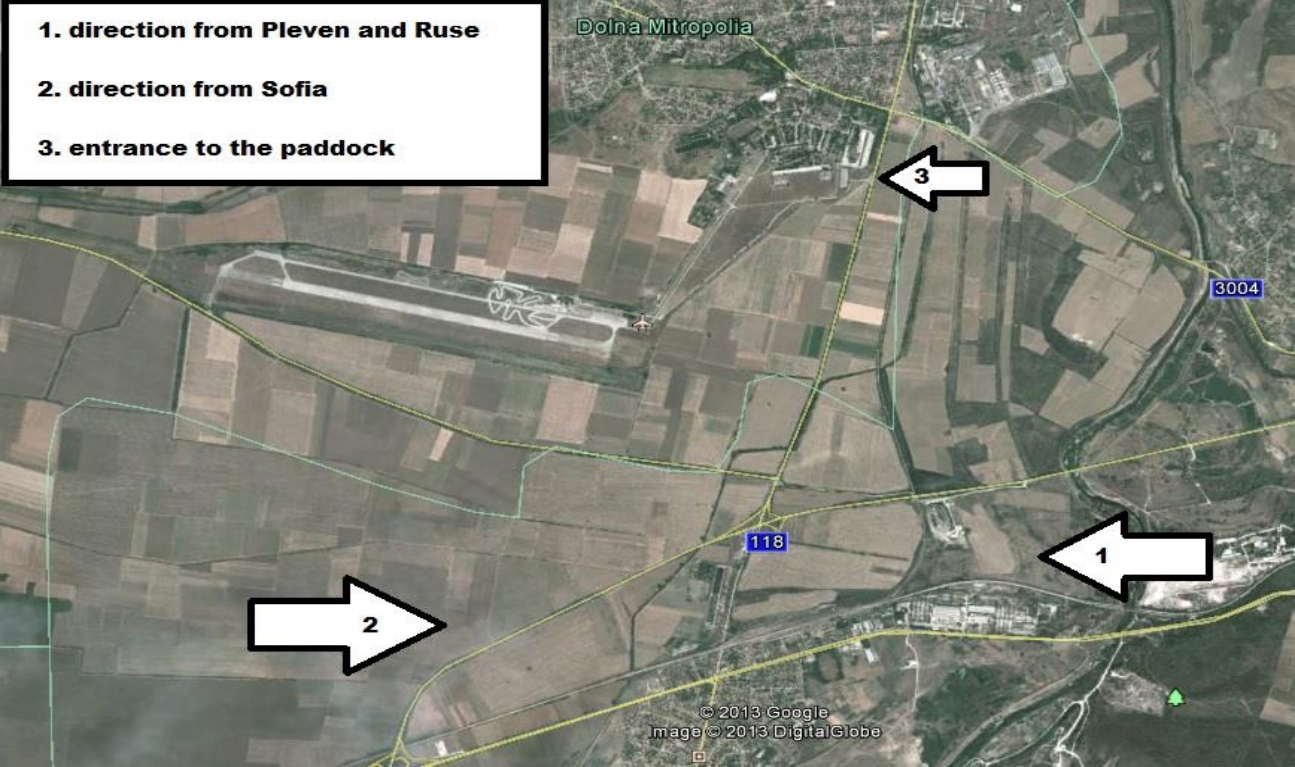 1. direction from Pleven and Ruse
2. direction from Sofia
3. entrance to the paddock
Dolna Mitropolia
3
3004
118
1
2
© 2013 Google
Image © 2013 DigitalGlobe